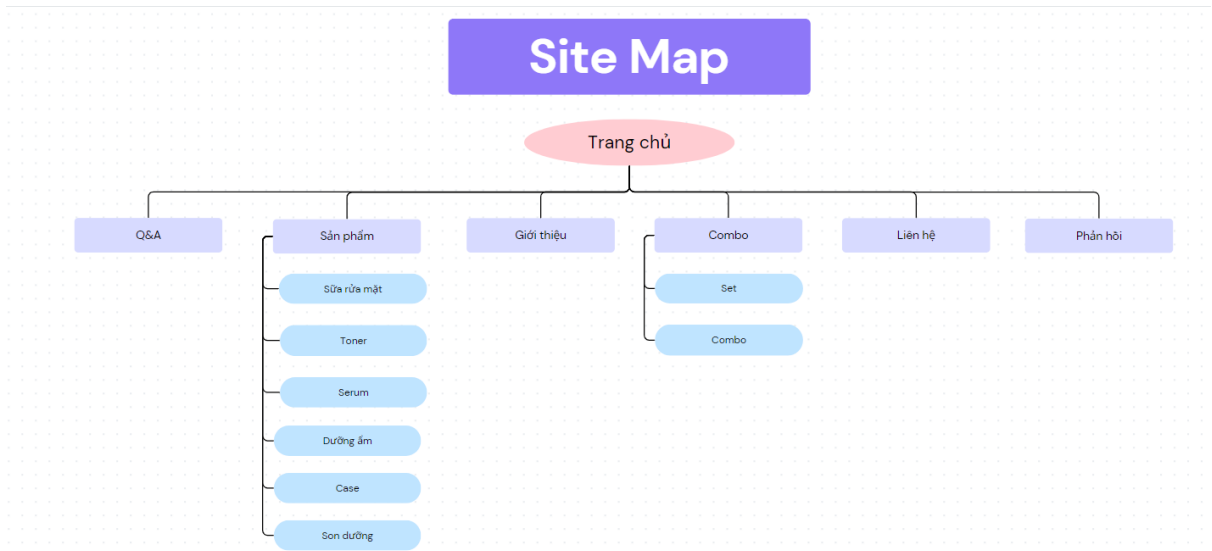 Site Map
Trang chủ
Q&A
Sản phẩm
Giới thiệu
Combo
Liên hệ
Phản hồi
Sữa rửa mặt
Toner
Serum
Dưỡng ẩm
Case
Son dưỡng
Set
Combo